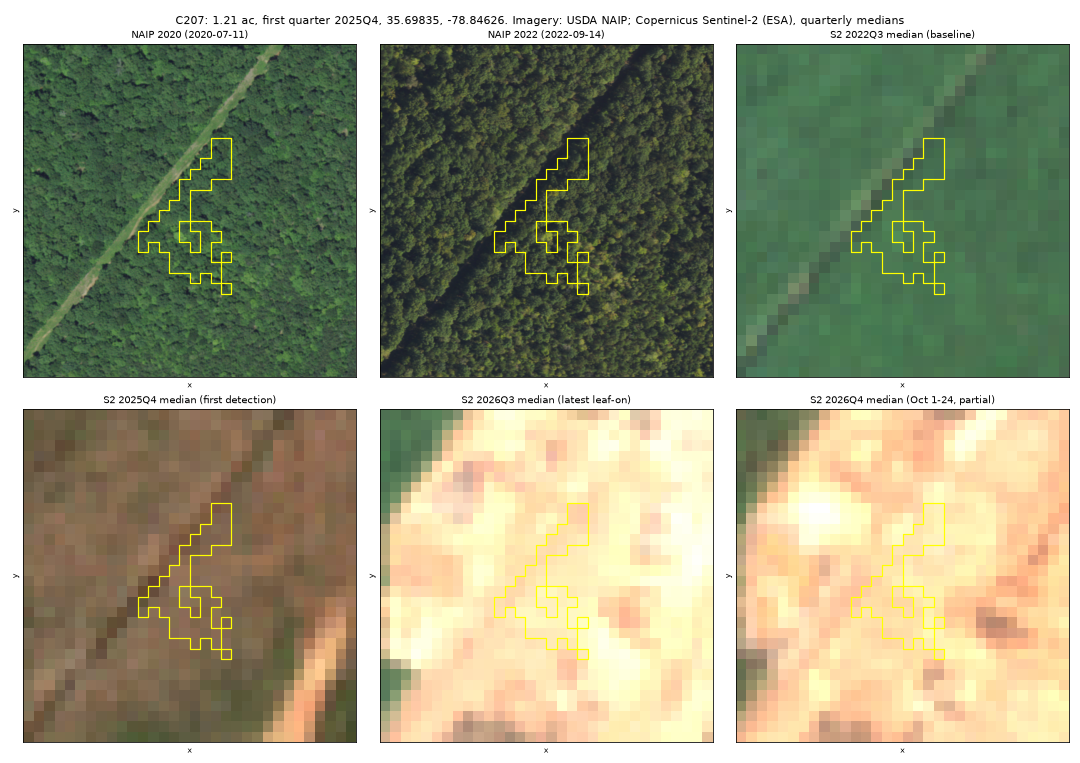 C207: 1.21 ac, first quarter 2025Q4, 35.69835, -78.84626. Imagery: USDA NAIP; Copernicus Sentinel-2 (ESA), quarterly medians
NAIP 2020 (2020-07-11)
NAIP 2022 (2022-09-14)
S2 2022Q3 median (baseline)
y
x
y
x
y
x
S2 2025Q4 median (first detection)
S2 2026Q3 median (latest leaf-on)
S2 2026Q4 median (Oct 1-24, partial)
y
x
y
x
y
x